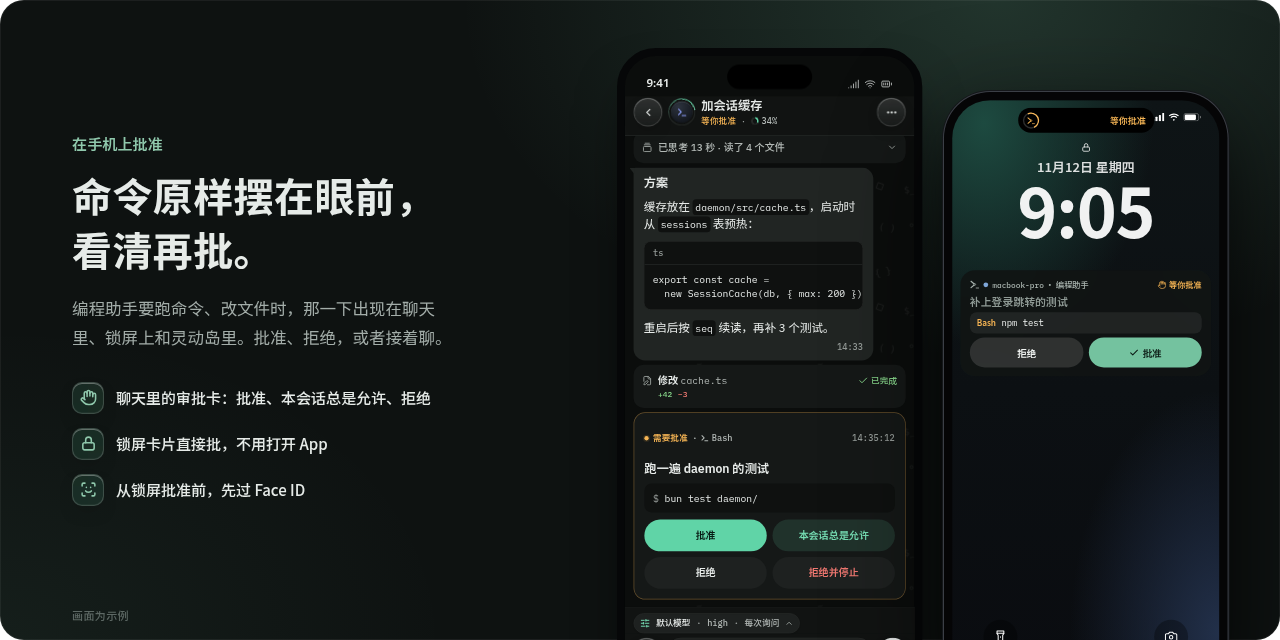 在手机上批准
命令原样摆在眼前，
看清再批。
编程助手要跑命令、改文件时，那一下出现在聊天
里、锁屏上和灵动岛里。批准、拒绝，或者接着聊。
聊天里的审批卡：批准、本会话总是允许、拒绝
锁屏卡片直接批，不用打开 App
从锁屏批准前，先过 Face ID
画面为示例
9:41
加会话缓存
等你批准 · 34%
已思考 13 秒 · 读了 4 个文件
方案
缓存放在 daemon/src/cache.ts，启动时
从 sessions 表预热：
ts
export const cache =
new SessionCache(db, { max: 200 })
重启后按 seq 续读，再补 3 个测试。
14:33
修改 cache.ts 已完成
+42 −3
需要批准 · Bash 14:35:12
跑一遍 daemon 的测试
$ bun test daemon/
批准 本会话总是允许
拒绝 拒绝并停止
默认模型 · high · 每次询问
等你批准
11月12日 星期四
9:05
macbook-pro • 编程助手 等你批准
补上登录跳转的测试
Bash npm test
拒绝 批准